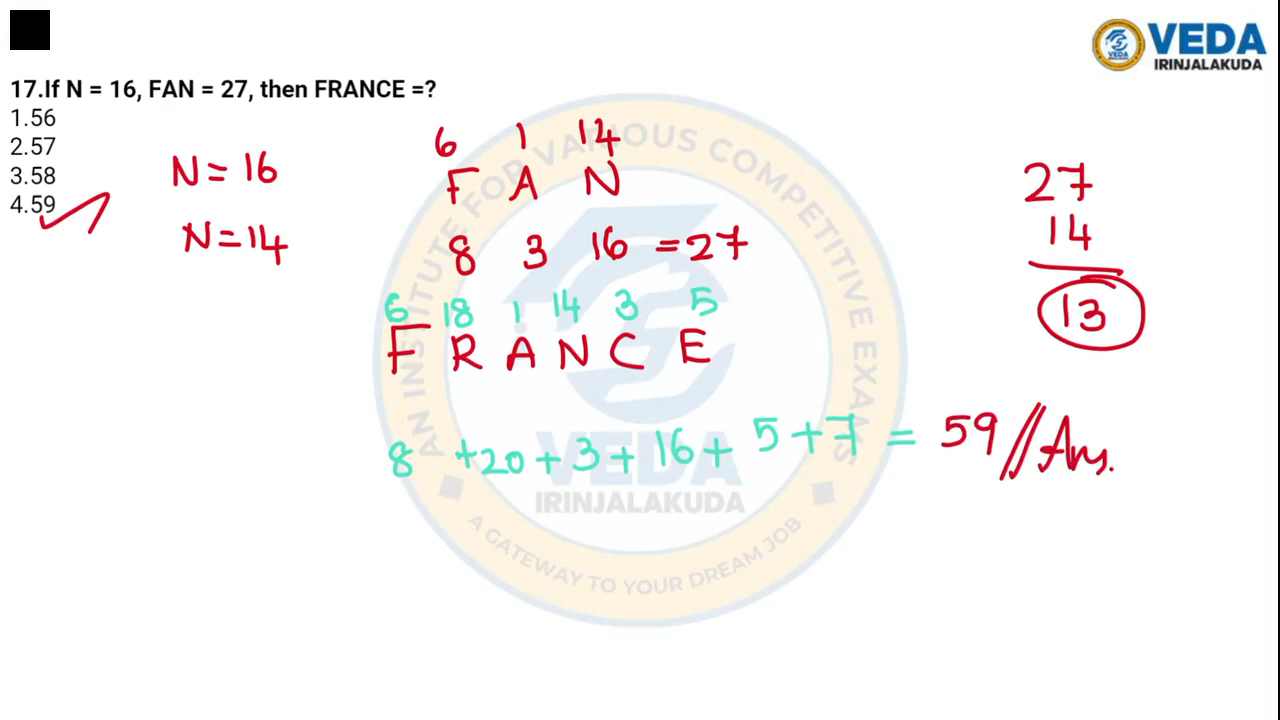 VEDA
IRINJALAKUDA
17.If N = 16, FAN = 27, then FRANCE =?
1.56
2.57
3.58
4.59
N = 16
N = 14
6 1 14
F A N
8 3 16 = 27
27
14
13
6 18 1 14 3 5
F R A N C E
8 + 20 + 3 + 16 + 5 + 7 = 59 // Ans.
AN INSTITUTE FOR VARIOUS COMPETITIVE EXAMS
VEDA
IRINJALAKUDA
A GATEWAY TO YOUR DREAM JOB